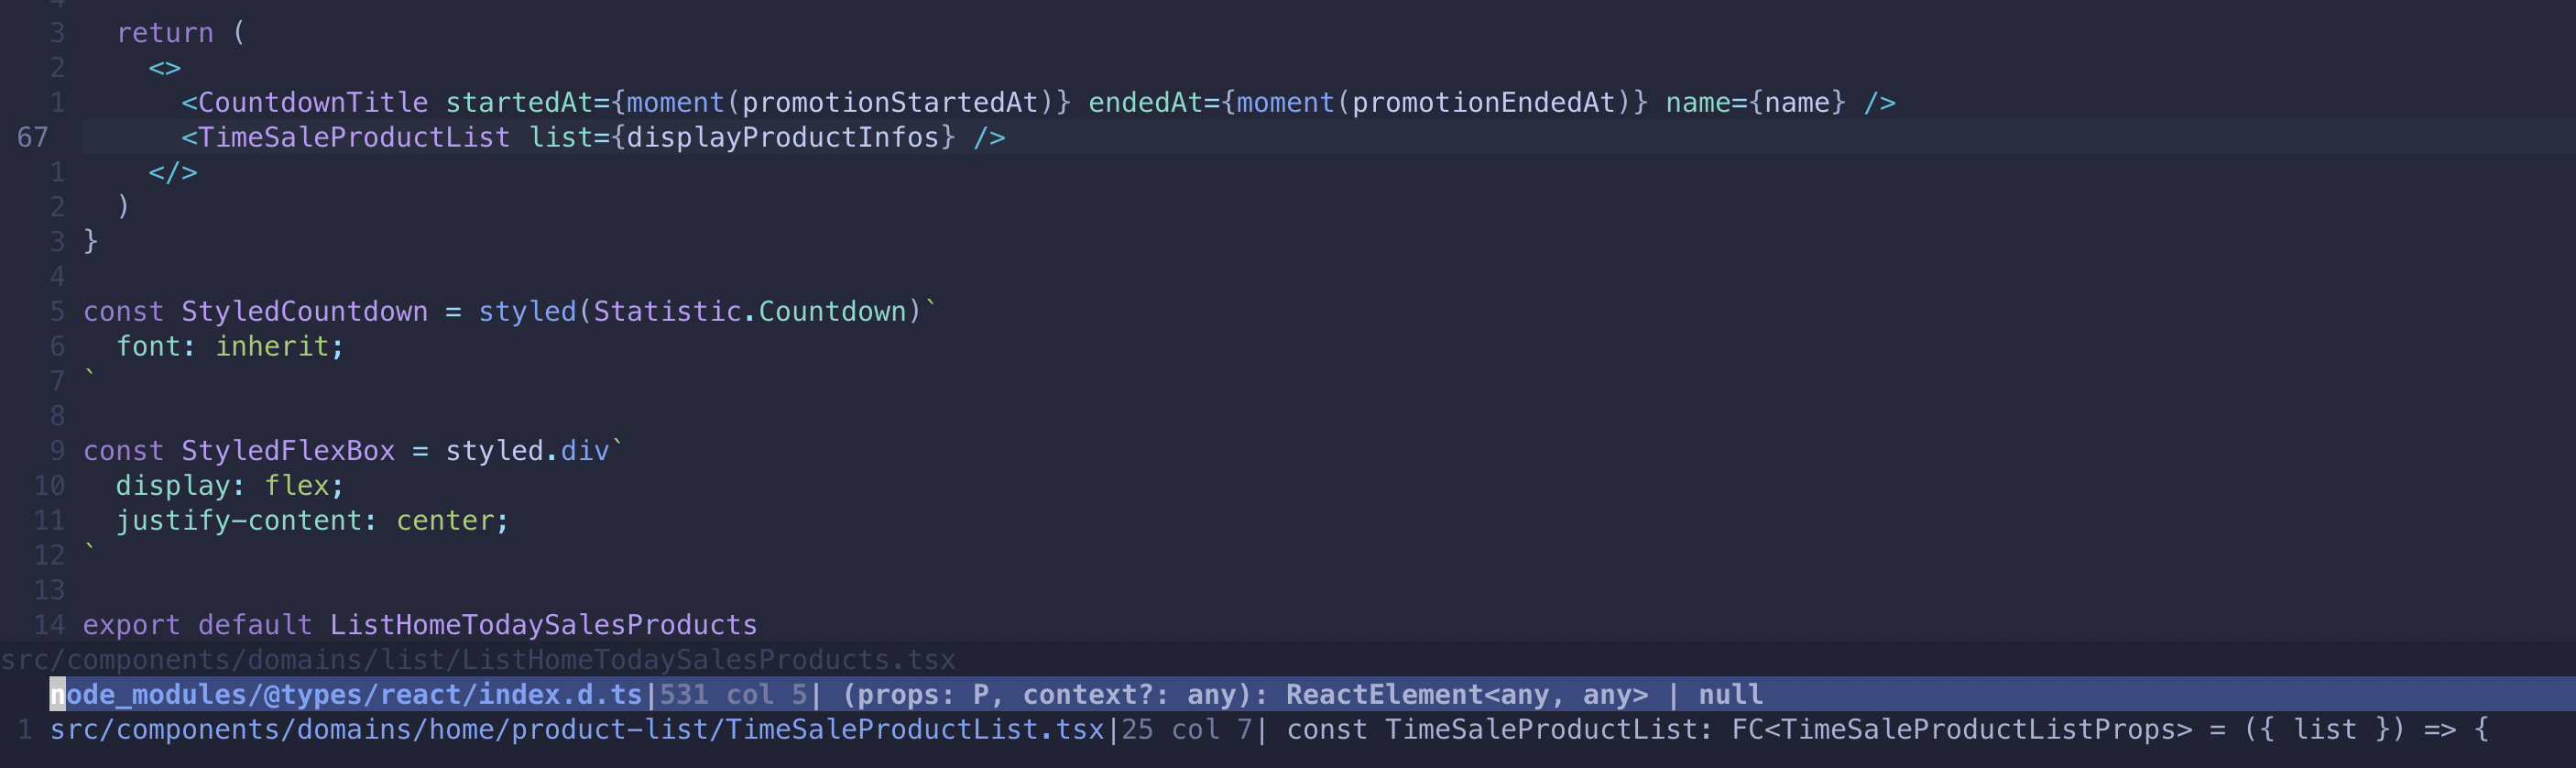 4
3   return (
2     <>
1       <CountdownTitle startedAt={moment(promotionStartedAt)} endedAt={moment(promotionEndedAt)} name={name} />
67      <TimeSaleProductList list={displayProductInfos} />
1     </>
2   )
3 }
4
5 const StyledCountdown = styled(Statistic.Countdown)`
6   font: inherit;
7 `
8
9 const StyledFlexBox = styled.div`
10   display: flex;
11   justify-content: center;
12 `
13
14 export default ListHomeTodaySalesProducts
src/components/domains/list/ListHomeTodaySalesProducts.tsx
node_modules/@types/react/index.d.ts|531 col 5| (props: P, context?: any): ReactElement<any, any> | null
1 src/components/domains/home/product-list/TimeSaleProductList.tsx|25 col 7| const TimeSaleProductList: FC<TimeSaleProductListProps> = ({ list }) => {